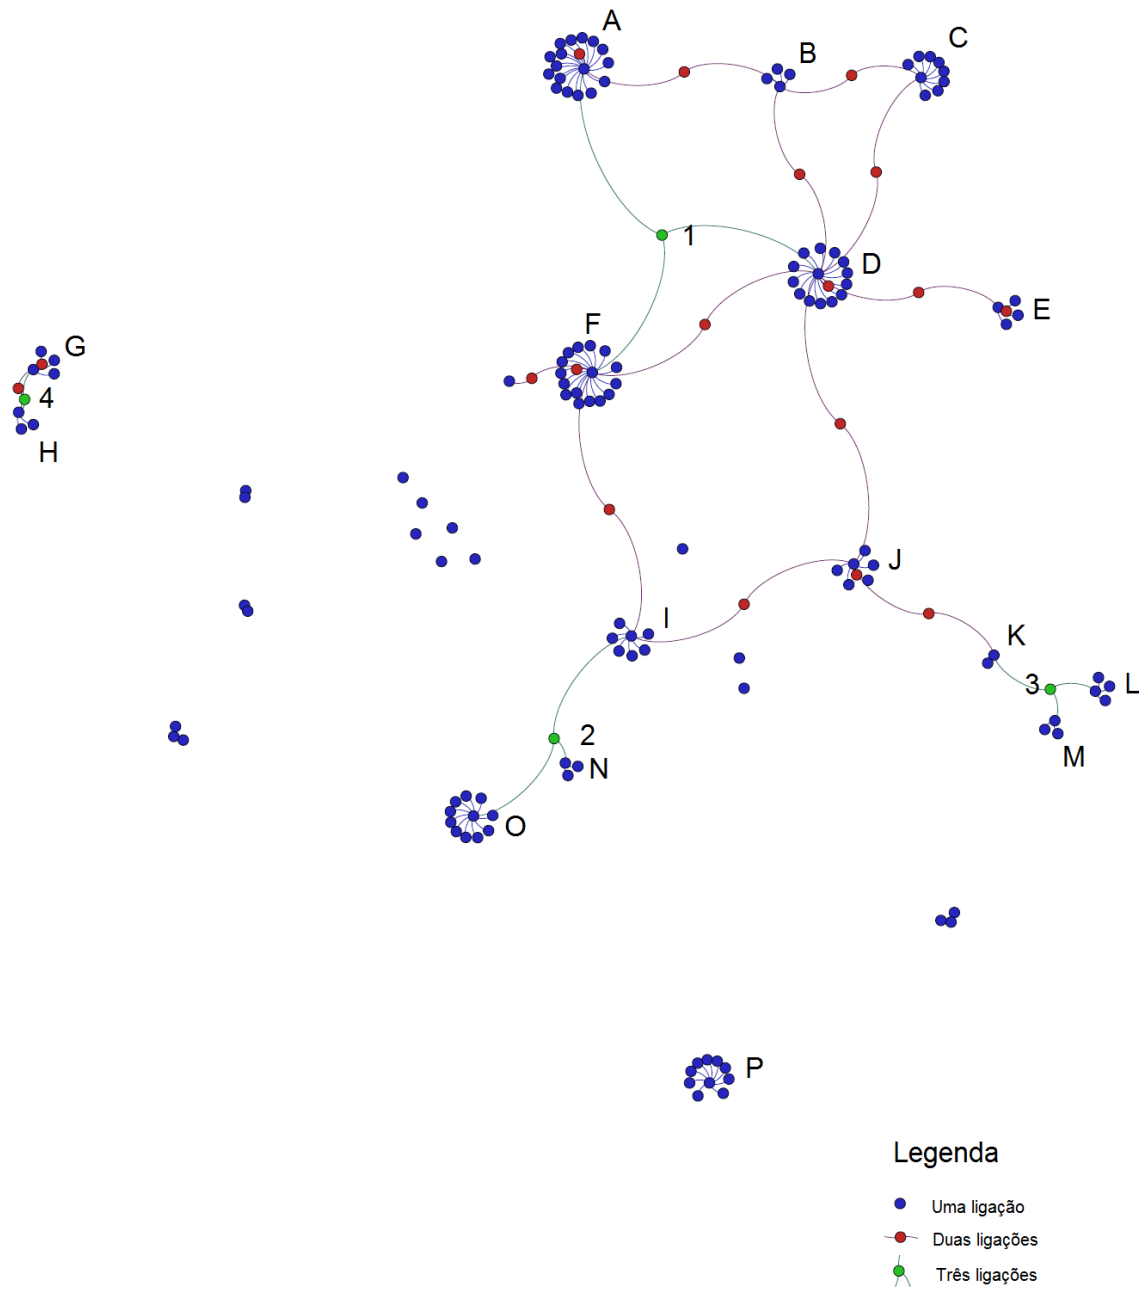 A
B
C
1
D
E
F
G
4
H
J
I
K
3
L
2
M
N
O
P
Legenda
Uma ligação
Duas ligações
Três ligações